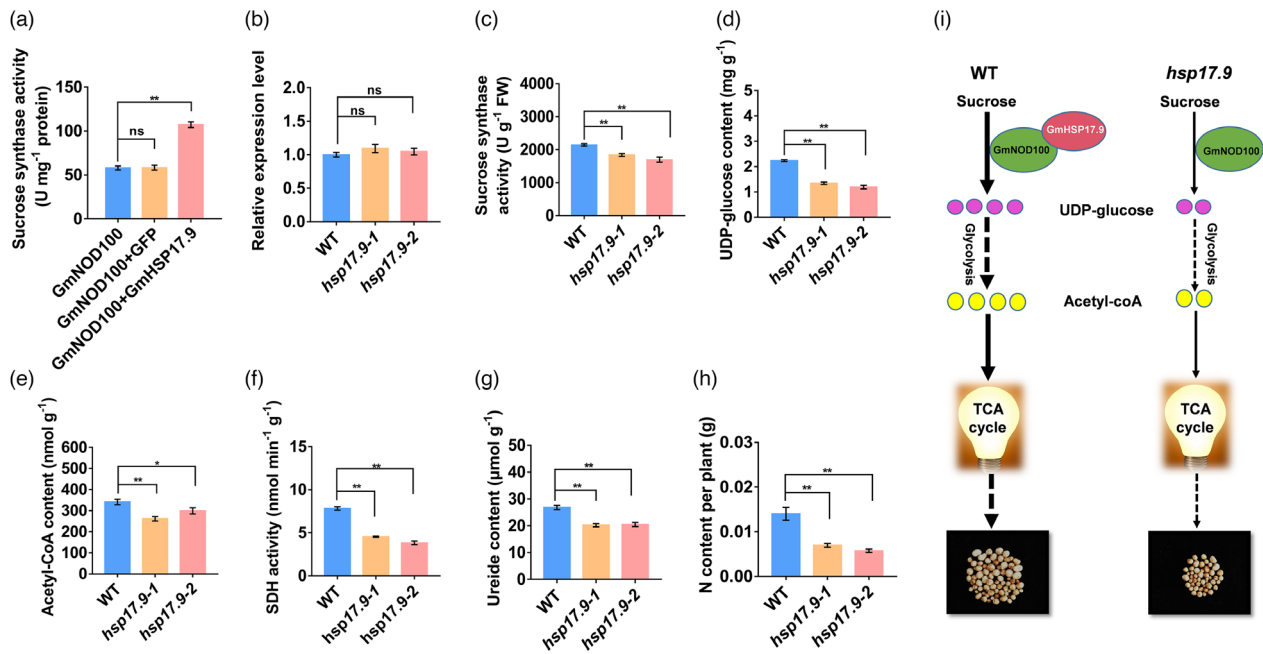 (a)
Sucrose synthase activity
(U mg⁻¹ protein)
150
100
50
0
**
ns
GmNOD100
GmNOD100+GFP
GmNOD100+GmHSP17.9
(b)
Relative expression level
2.0
1.5
1.0
0.5
0.0
ns
ns
WT
hsp17.9-1
hsp17.9-2
(c)
Sucrose synthase
activity (U g⁻¹ FW)
4000
3000
2000
1000
0
**
**
WT
hsp17.9-1
hsp17.9-2
(d)
UDP-glucose content (mg g⁻¹)
5
4
3
2
1
0
**
**
WT
hsp17.9-1
hsp17.9-2
(e)
Acetyl-CoA content (nmol g⁻¹)
600
500
400
300
200
100
0
*
**
WT
hsp17.9-1
hsp17.9-2
(f)
SDH activity (nmol min⁻¹ g⁻¹)
15
10
5
0
**
**
WT
hsp17.9-1
hsp17.9-2
(g)
Ureide content (µmol g⁻¹)
50
40
30
20
10
0
**
**
WT
hsp17.9-1
hsp17.9-2
(h)
N content per plant (g)
0.03
0.02
0.01
0.00
**
**
WT
hsp17.9-1
hsp17.9-2
(i)
WT
hsp17.9
Sucrose
Sucrose
GmHSP17.9
GmNOD100
GmNOD100
UDP-glucose
Glycolysis
Glycolysis
Acetyl-coA
TCA
cycle
TCA
cycle